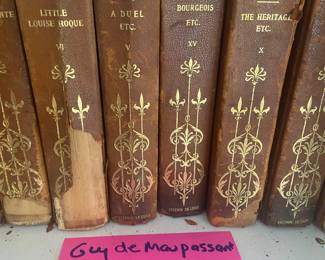 LITTLE
LOUISE ROQUE
VI
A DUEL
ETC.
V
BOURGEOIS
ETC.
XV
THE HERITAGE
ETC.
X
Guy de Maupassant